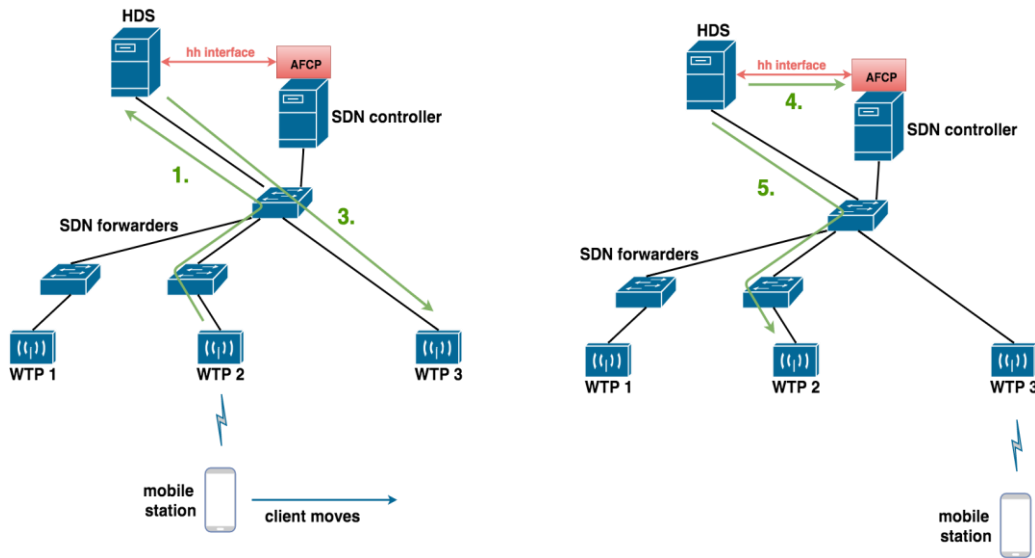 HDS
hh interface
AFCP
SDN controller
1.
3.
SDN forwarders
WTP 1
WTP 2
WTP 3
mobile
station
client moves
HDS
hh interface
AFCP
4.
SDN controller
5.
SDN forwarders
WTP 1
WTP 2
WTP 3
mobile
station